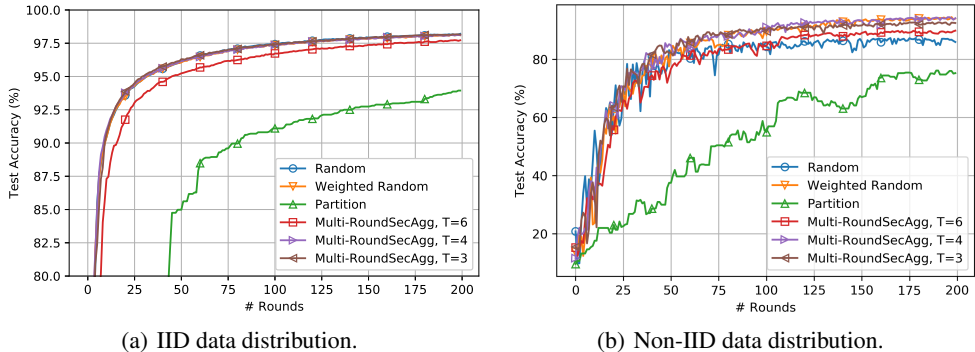 100.0
97.5
95.0
92.5
90.0
87.5
85.0
82.5
80.0
Test Accuracy (%)
0 25 50 75 100 125 150 175 200
# Rounds
Random
Weighted Random
Partition
Multi-RoundSecAgg, T=6
Multi-RoundSecAgg, T=4
Multi-RoundSecAgg, T=3
(a) IID data distribution.
80
60
40
20
Test Accuracy (%)
0 25 50 75 100 125 150 175 200
# Rounds
Random
Weighted Random
Partition
Multi-RoundSecAgg, T=6
Multi-RoundSecAgg, T=4
Multi-RoundSecAgg, T=3
(b) Non-IID data distribution.